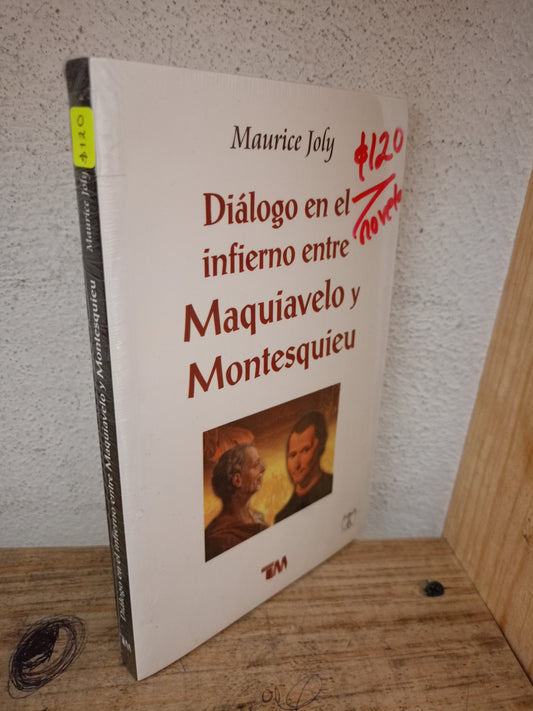 Maurice Joly
$120
novela
Diálogo en el
infierno entre
Maquiavelo y
Montesquieu
TM
$120
Diálogo en el infierno entre Maquiavelo y Montesquieu / Maurice Joly
TM